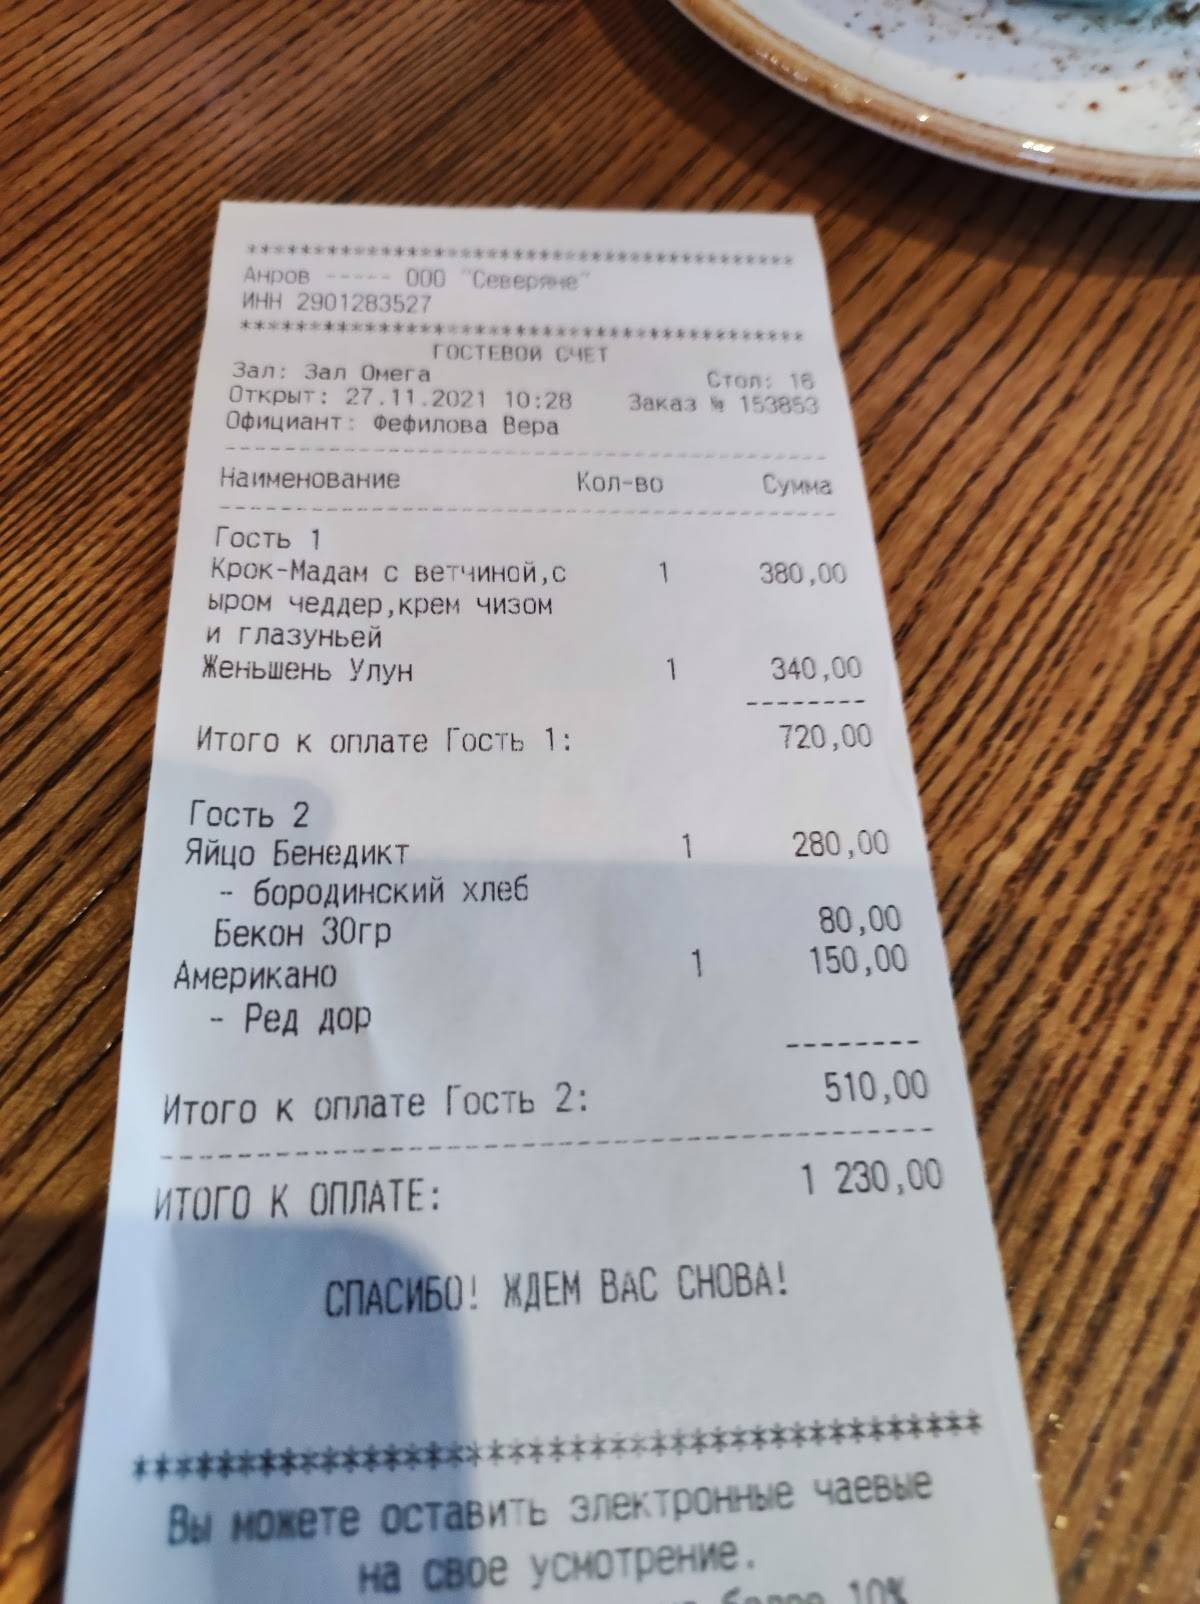 ********************************************
Анров ----- ООО "Северяне"
ИНН 2901283527
********************************************
ГОСТЕВОЙ СЧЕТ
Зал: Зал Омега Стол: 16
Открыт: 27.11.2021 10:28 Заказ № 153853
Официант: Фефилова Вера
Наименование Кол-во Сумма
Гость 1
Крок-Мадам с ветчиной,с 1 380,00
ыром чеддер,крем чизом
и глазуньей
Женьшень Улун 1 340,00
Итого к оплате Гость 1: 720,00
Гость 2
Яйцо Бенедикт 1 280,00
- бородинский хлеб
Бекон 30гр 80,00
Американо 1 150,00
- Ред дор
Итого к оплате Гость 2: 510,00
ИТОГО К ОПЛАТЕ: 1 230,00
СПАСИБО! ЖДЕМ ВАС СНОВА!
********************************************
Вы можете оставить электронные чаевые
на свое усмотрение.
более 10%